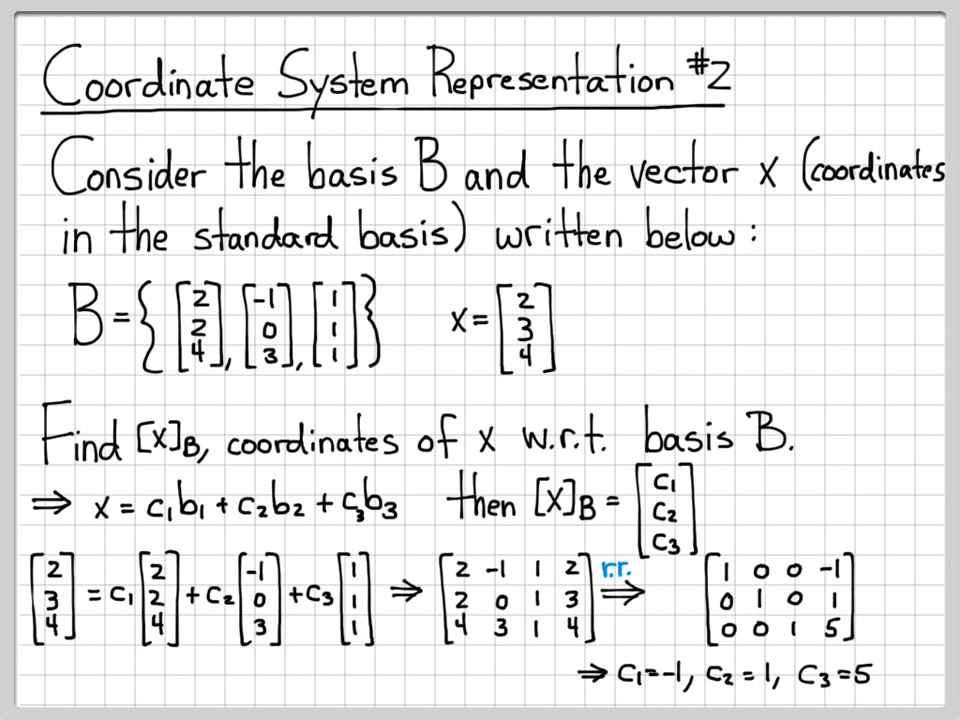 Coordinate System Representation #2
Consider the basis B and the vector x (coordinates
in the standard basis) written below:
B = { [2 2 4], [-1 0 3], [1 1 1] }    x = [2 3 4]
Find [x]B, coordinates of x w.r.t. basis B.
⇒ x = c₁b₁ + c₂b₂ + c₃b₃ then [x]B = [c₁ c₂ c₃]
[2 3 4] = c₁ [2 2 4] + c₂ [-1 0 3] + c₃ [1 1 1] ⇒ [2 -1 1 2; 2 0 1 3; 4 3 1 4] r.r. ⇒ [1 0 0 -1; 0 1 0 1; 0 0 1 5]
⇒ c₁=-1, c₂ = 1, c₃ = 5